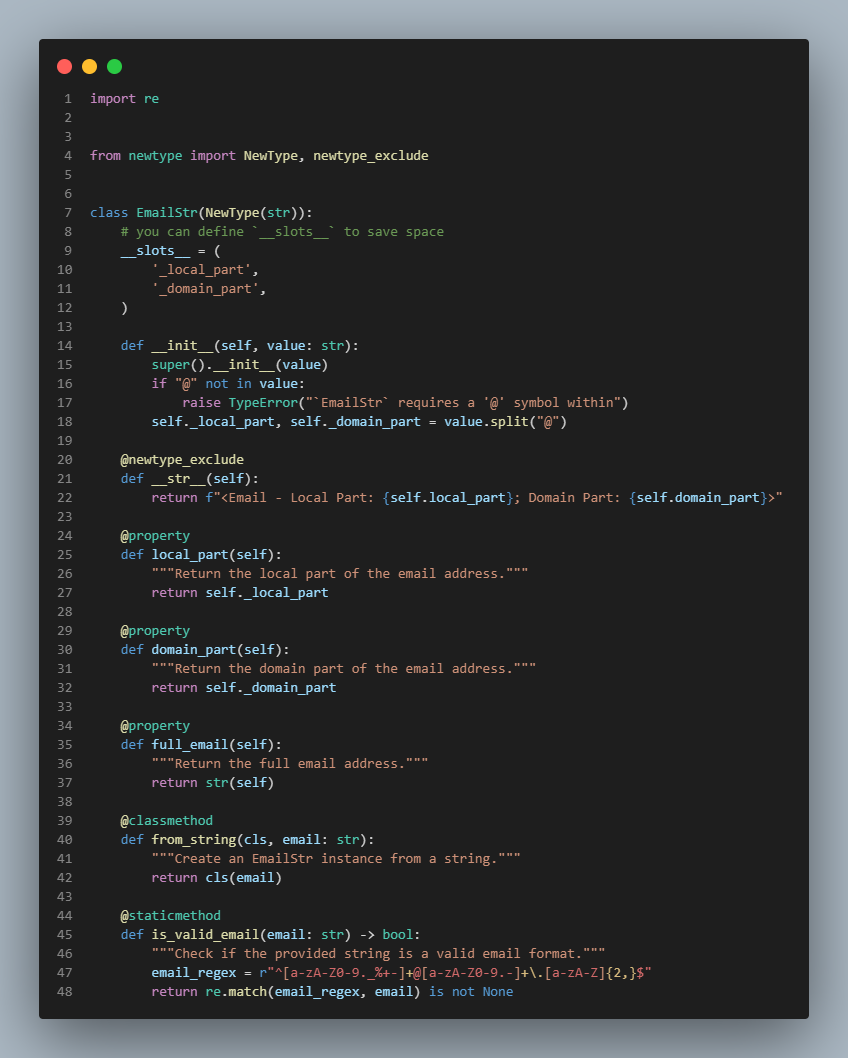 1 import re
2
3
4 from newtype import NewType, newtype_exclude
5
6
7 class EmailStr(NewType(str)):
8     # you can define `__slots__` to save space
9     __slots__ = (
10         '_local_part',
11         '_domain_part',
12     )
13
14     def __init__(self, value: str):
15         super().__init__(value)
16         if "@" not in value:
17             raise TypeError("`EmailStr` requires a '@' symbol within")
18         self._local_part, self._domain_part = value.split("@")
19
20     @newtype_exclude
21     def __str__(self):
22         return f"<Email - Local Part: {self.local_part}; Domain Part: {self.domain_part}>"
23
24     @property
25     def local_part(self):
26         """Return the local part of the email address."""
27         return self._local_part
28
29     @property
30     def domain_part(self):
31         """Return the domain part of the email address."""
32         return self._domain_part
33
34     @property
35     def full_email(self):
36         """Return the full email address."""
37         return str(self)
38
39     @classmethod
40     def from_string(cls, email: str):
41         """Create an EmailStr instance from a string."""
42         return cls(email)
43
44     @staticmethod
45     def is_valid_email(email: str) -> bool:
46         """Check if the provided string is a valid email format."""
47         email_regex = r"^[a-zA-Z0-9._%+-]+@[a-zA-Z0-9.-]+\.[a-zA-Z]{2,}$"
48         return re.match(email_regex, email) is not None